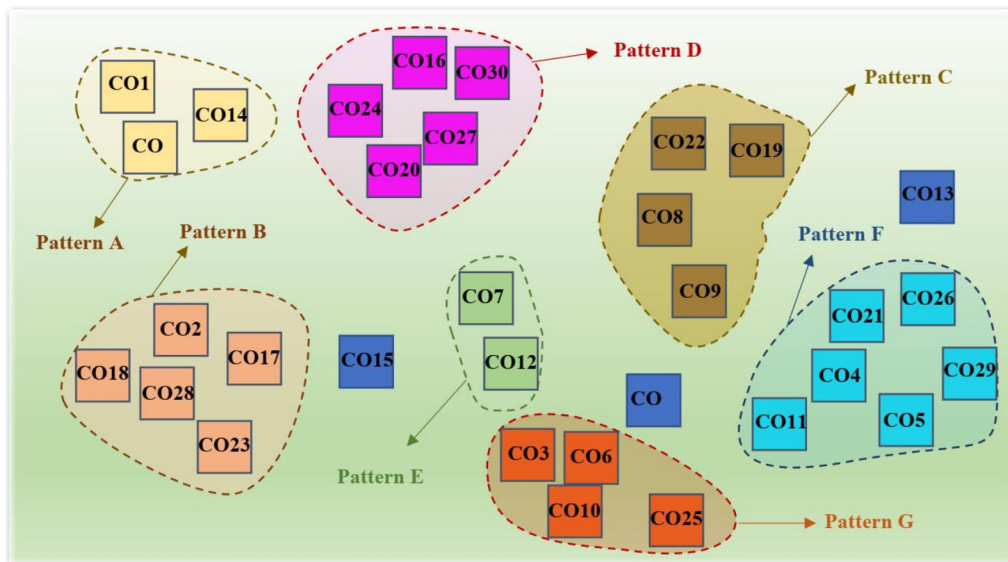 CO1
CO14
CO
Pattern A
CO16
CO30
CO24
CO27
CO20
Pattern D
Pattern C
CO22
CO19
CO8
CO9
CO13
Pattern B
CO2
CO17
CO18
CO28
CO23
CO15
CO7
CO12
Pattern E
CO
Pattern F
CO26
CO21
CO29
CO4
CO5
CO11
CO3
CO6
CO10
CO25
Pattern G